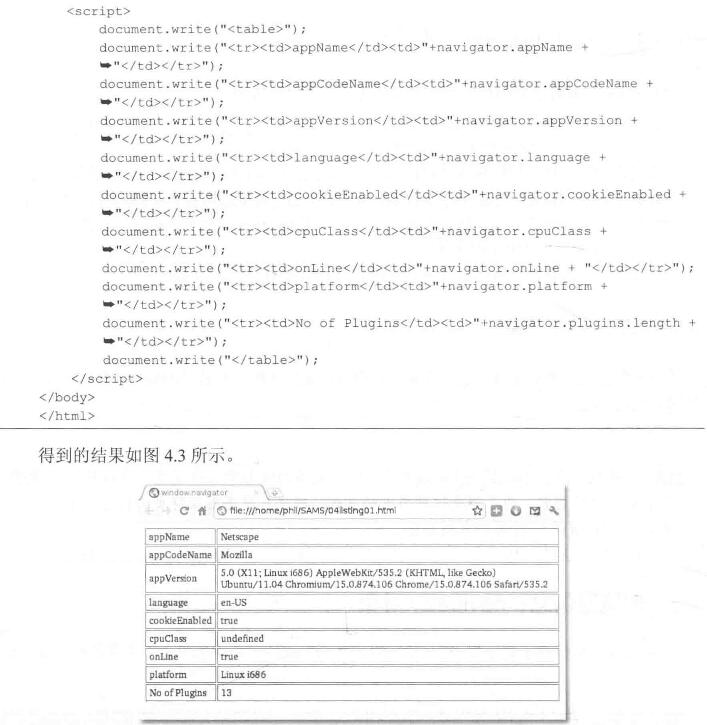 <script>
document.write("<table>");
document.write("<tr><td>appName</td><td>"+navigator.appName +
➥"</td></tr>");
document.write("<tr><td>appCodeName</td><td>"+navigator.appCodeName +
➥"</td></tr>");
document.write("<tr><td>appVersion</td><td>"+navigator.appVersion +
➥"</td></tr>");
document.write("<tr><td>language</td><td>"+navigator.language +
➥"</td></tr>");
document.write("<tr><td>cookieEnabled</td><td>"+navigator.cookieEnabled +
➥"</td></tr>");
document.write("<tr><td>cpuClass</td><td>"+navigator.cpuClass +
➥"</td></tr>");
document.write("<tr><td>onLine</td><td>"+navigator.onLine + "</td></tr>");
document.write("<tr><td>platform</td><td>"+navigator.platform +
➥"</td></tr>");
document.write("<tr><td>No of Plugins</td><td>"+navigator.plugins.length +
➥"</td></tr>");
document.write("</table>");
</script>
</body>
</html>
得到的结果如图 4.3 所示。
window.navigator
file:///home/phil/SAMS/04listing01.html
appName Netscape
appCodeName Mozilla
appVersion 5.0 (X11; Linux i686) AppleWebKit/535.2 (KHTML, like Gecko)
Ubuntu/11.04 Chromium/15.0.874.106 Chrome/15.0.874.106 Safari/535.2
language en-US
cookieEnabled true
cpuClass undefined
onLine true
platform Linux i686
No of Plugins 13